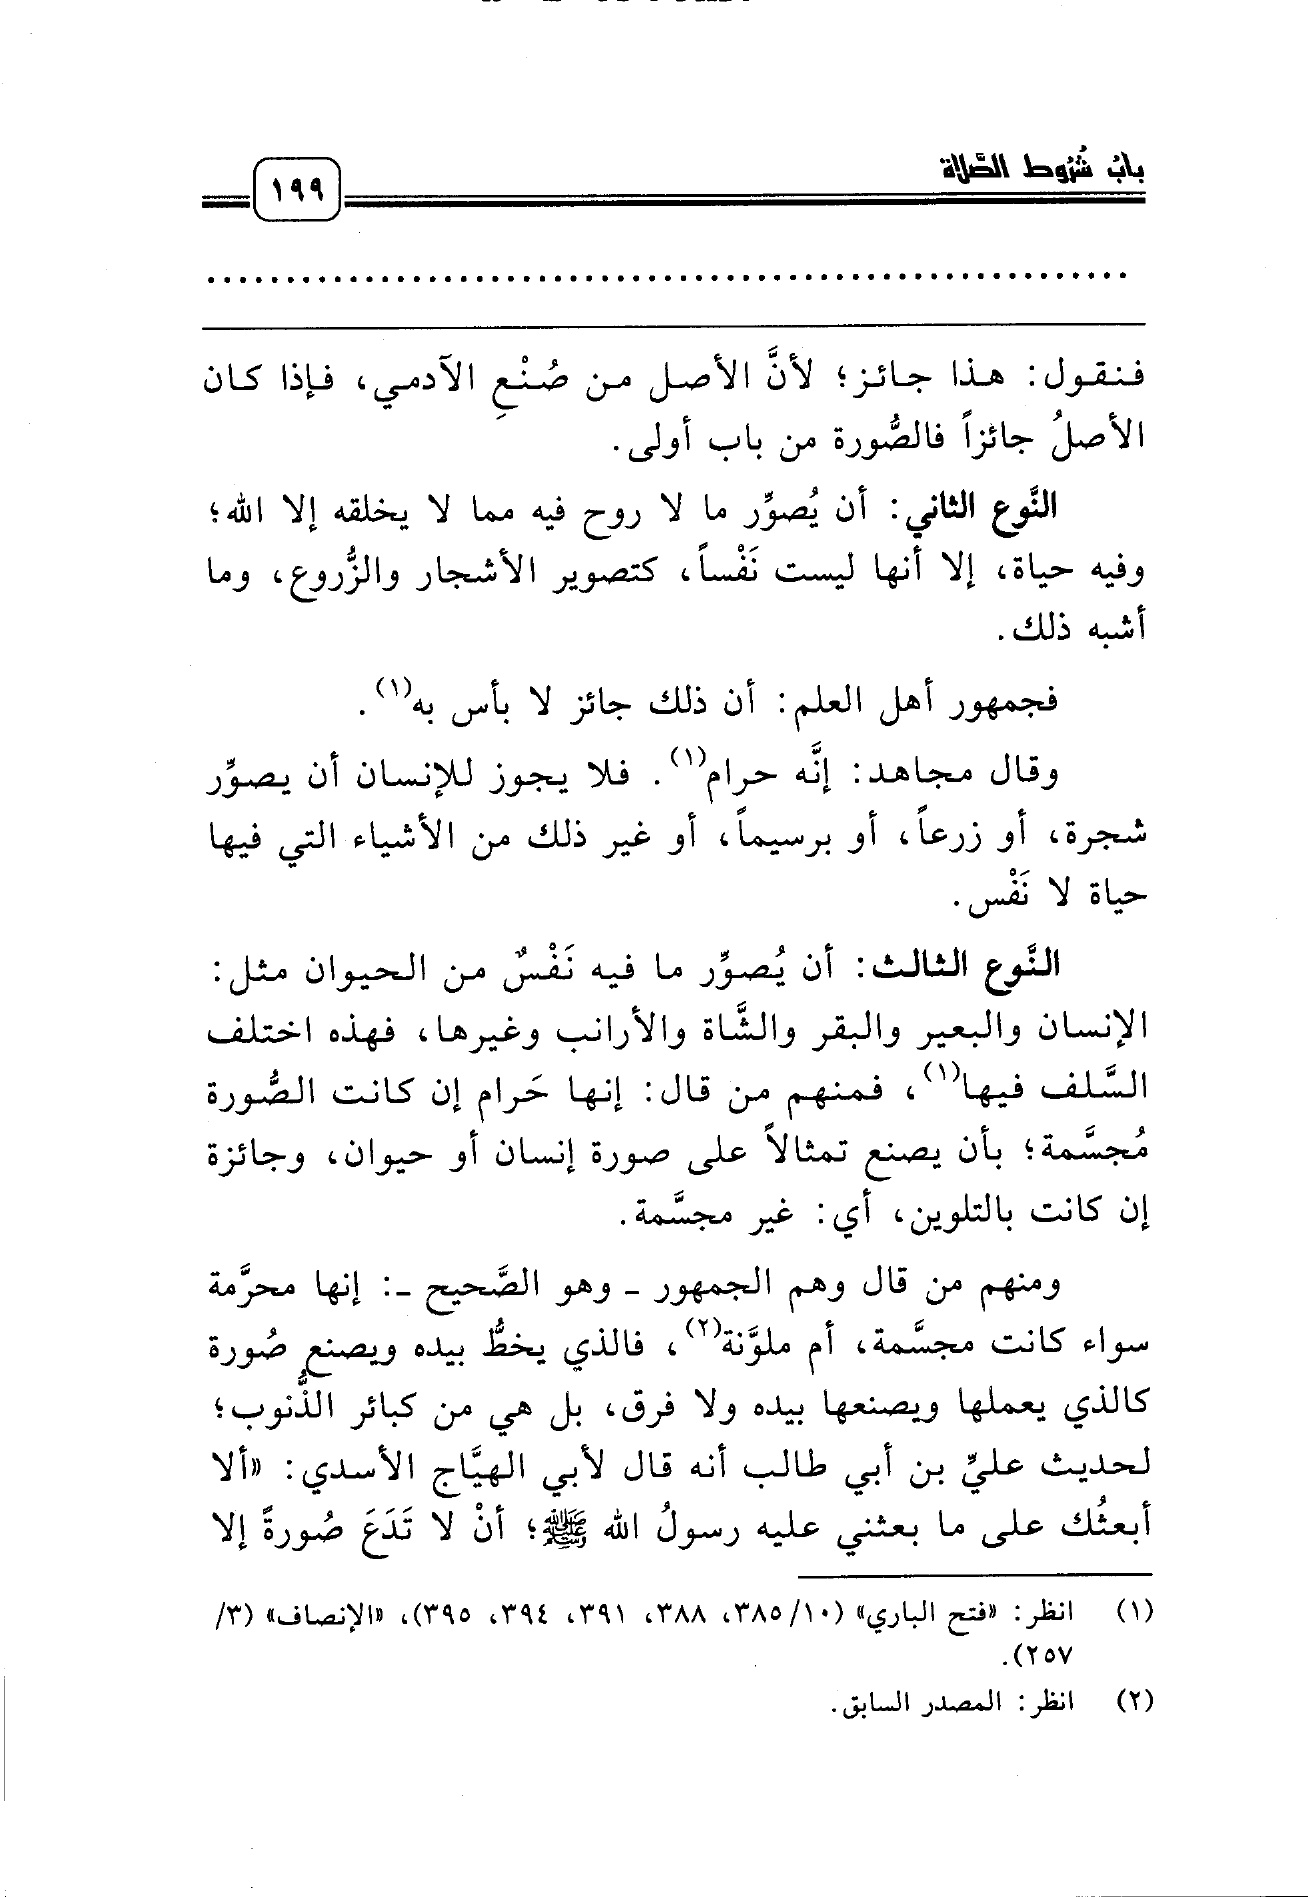 بابُ شُرُوط الصَّلاة
١٩٩
فنقول: هذا جائز؛ لأنَّ الأصل من صُنْعِ الآدمي، فإذا كان
الأصلُ جائزاً فالصُّورة من باب أولى.
النَّوع الثاني: أن يُصوِّر ما لا روح فيه مما لا يخلقه إلا الله؛
وفيه حياة، إلا أنها ليست نَفْساً، كتصوير الأشجار والزُّروع، وما
أشبه ذلك.
فجمهور أهل العلم: أن ذلك جائز لا بأس به(١).
وقال مجاهد: إنَّه حرام(١). فلا يجوز للإنسان أن يصوِّر
شجرة، أو زرعاً، أو برسيماً، أو غير ذلك من الأشياء التي فيها
حياة لا نَفْس.
النَّوع الثالث: أن يُصوِّر ما فيه نَفْسٌ من الحيوان مثل:
الإنسان والبعير والبقر والشَّاة والأرانب وغيرها، فهذه اختلف
السَّلف فيها(١)، فمنهم من قال: إنها حَرام إن كانت الصُّورة
مُجسَّمة؛ بأن يصنع تمثالاً على صورة إنسان أو حيوان، وجائزة
إن كانت بالتلوين، أي: غير مجسَّمة.
ومنهم من قال وهم الجمهور ـ وهو الصَّحيح ـ: إنها محرَّمة
سواء كانت مجسَّمة، أم ملوَّنة(٢)، فالذي يخطُّ بيده ويصنع صُورة
كالذي يعملها ويصنعها بيده ولا فرق، بل هي من كبائر الذُّنوب؛
لحديث عليِّ بن أبي طالب أنه قال لأبي الهيَّاج الأسدي: «ألا
أبعثُك على ما بعثني عليه رسولُ الله ﷺ؛ أنْ لا تَدَعَ صُورةً إلا
(١) انظر: «فتح الباري» (١٠/ ٣٨٥، ٣٨٨، ٣٩١، ٣٩٤، ٣٩٥)، «الإنصاف» (٣/
٢٥٧).
(٢) انظر: المصدر السابق.